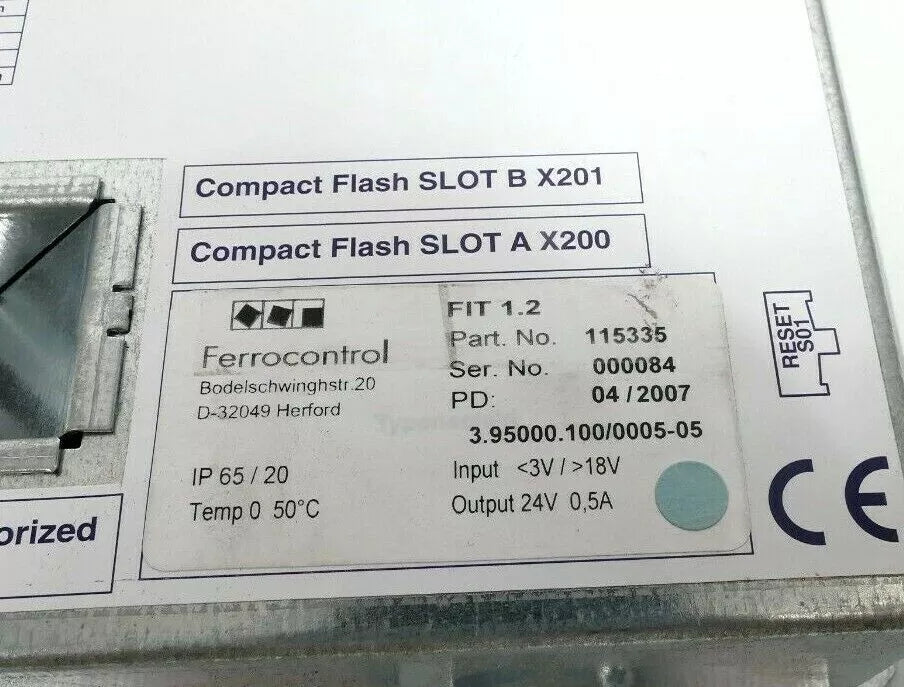 Compact Flash SLOT B X201
Compact Flash SLOT A X200
Ferrocontrol
Bodelschwinghstr.20
D-32049 Herford
IP 65 / 20
Temp 0 50°C
FIT 1.2
Part. No. 115335
Ser. No. 000084
PD: 04 / 2007
3.95000.100/0005-05
Input <3V / >18V
Output 24V 0,5A
RESET
S01
CE
orized